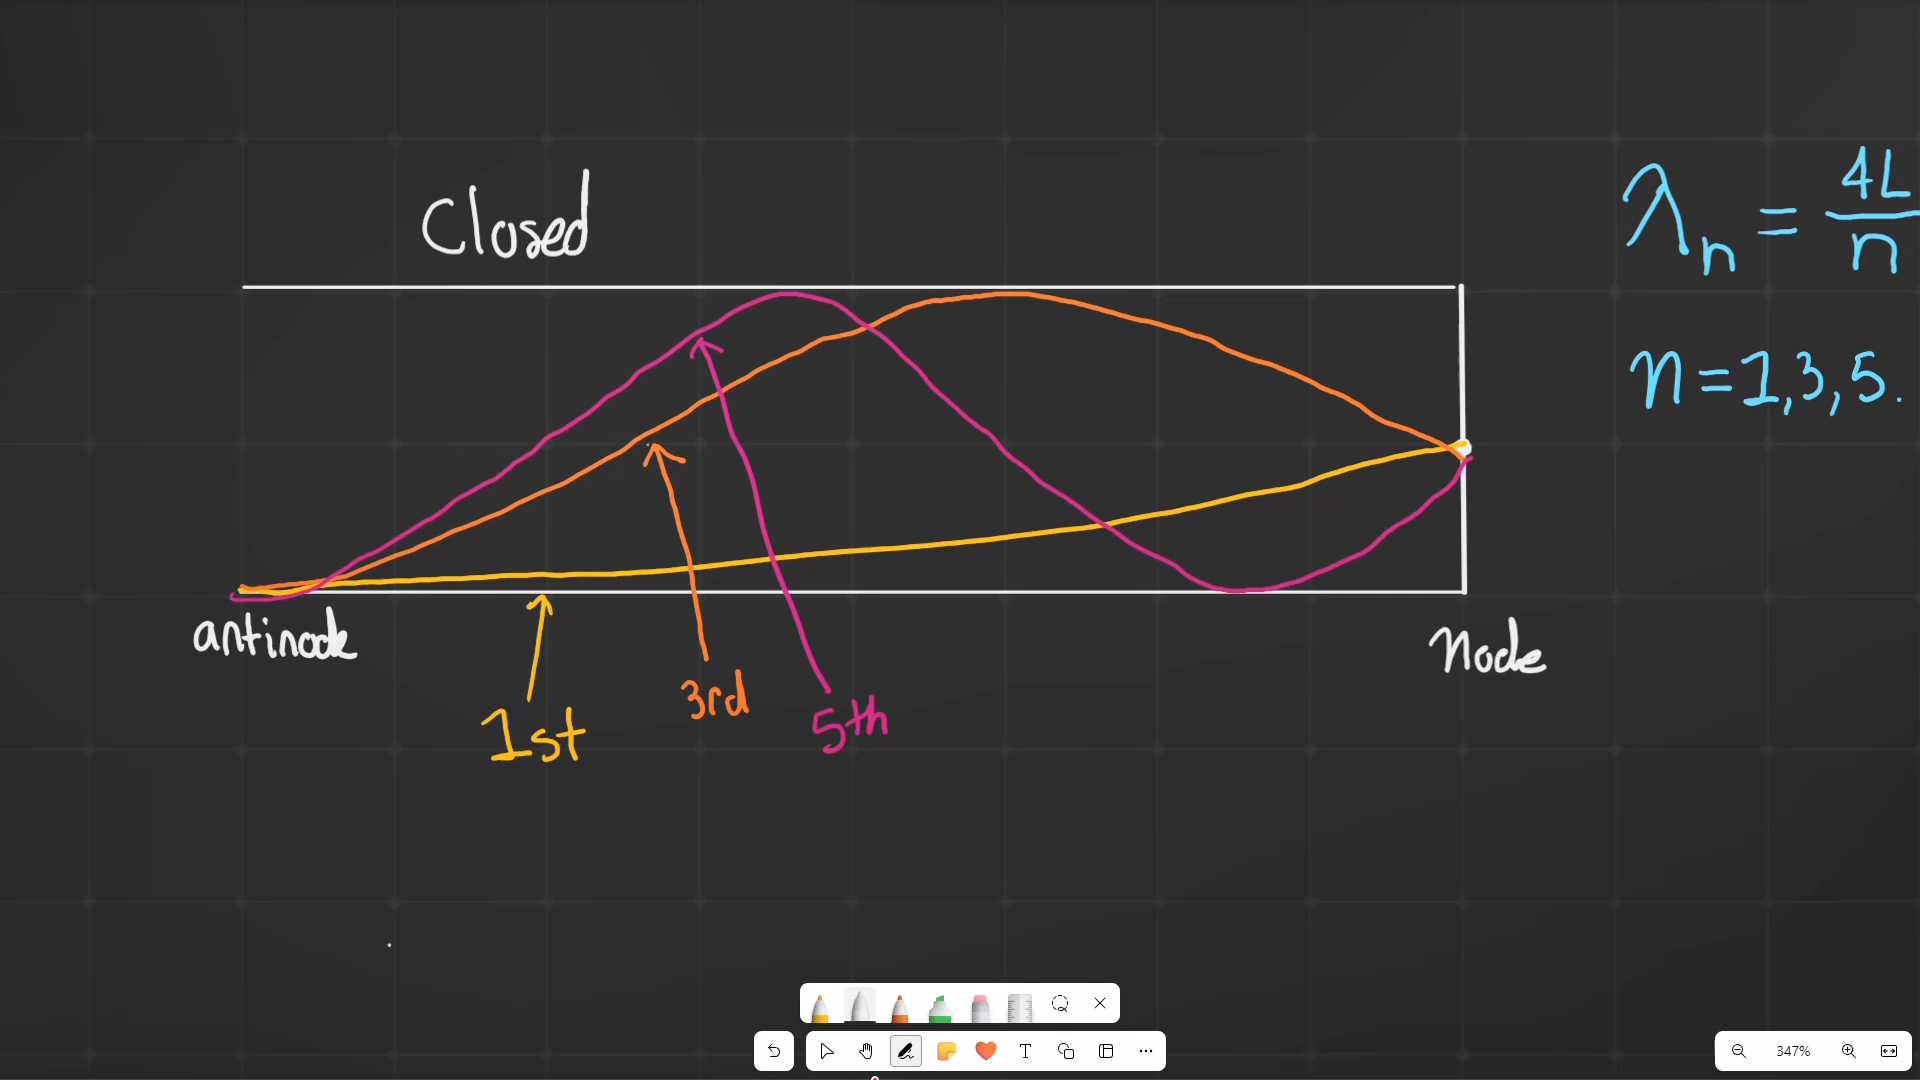 Closed
λn = 4L/n
n = 1, 3, 5.
antinode
Node
1st
3rd
5th
T
347%